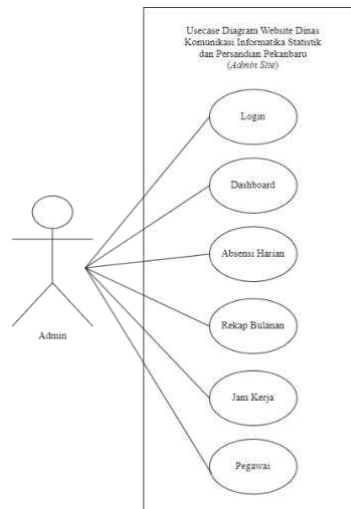 Usecase Diagram Website Dinas
Komunikasi Informatika Statistik
dan Persandian Pekanbaru
(Admin Site)
Login
Dashboard
Absensi Harian
Rekap Bulanan
Admin
Jam Kerja
Pegawai